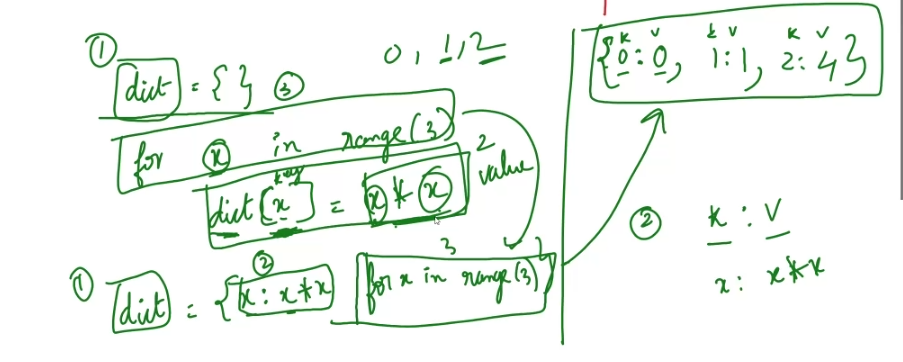 ① 0, 1, 2
dict = { } ③
for x in range(3)
key 2
dict[x] = x * x value
① ② 3
dict = {x : x*x for x in range(3)}
k v k v k v
{0:0, 1:1, 2:4}
② k : v
x: x*x